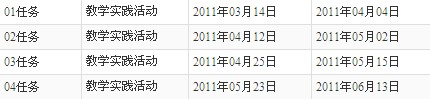 01任务 教学实践活动 2011年03月14日 2011年04月04日
02任务 教学实践活动 2011年04月12日 2011年05月02日
03任务 教学实践活动 2011年04月25日 2011年05月15日
04任务 教学实践活动 2011年05月23日 2011年06月13日